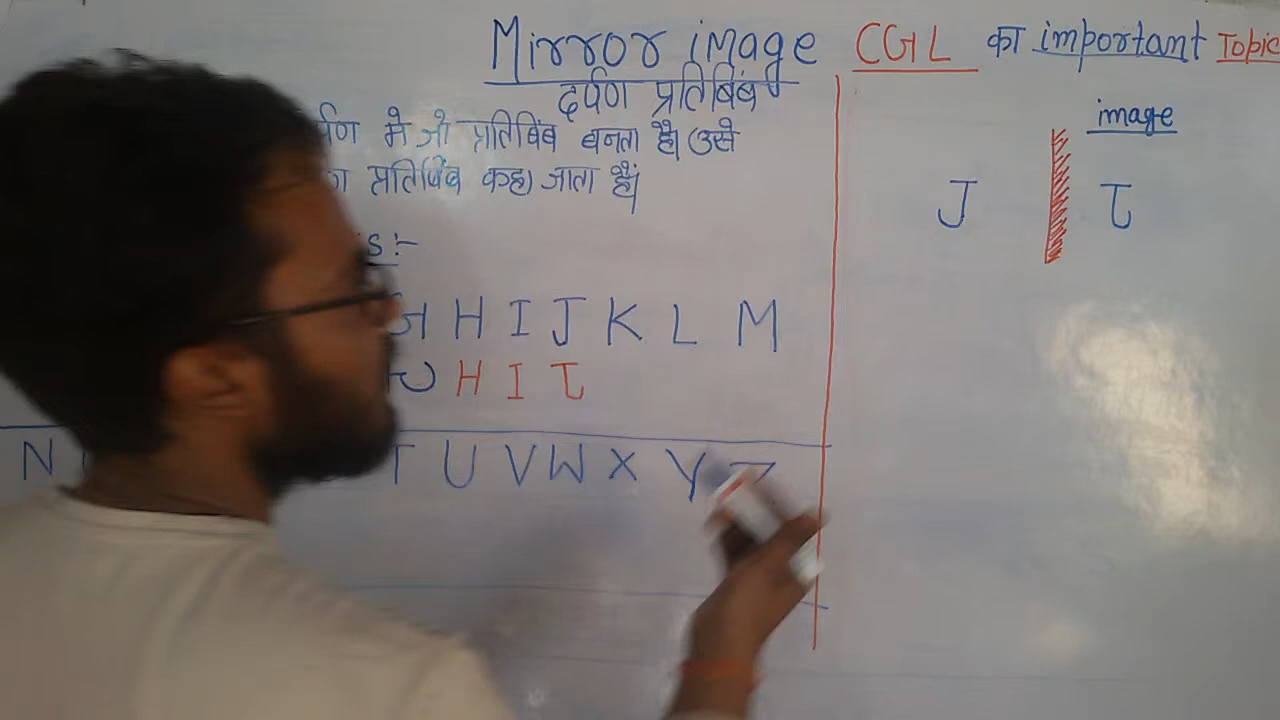 Mirror image CGL का important Topic
दर्पण प्रतिबिंब
में जो प्रतिबिंब बनता है। उसे
प्रतिबिंब कहा जाता हैं।
image
J
G H I J K L M
H I
N T U V W X Y Z